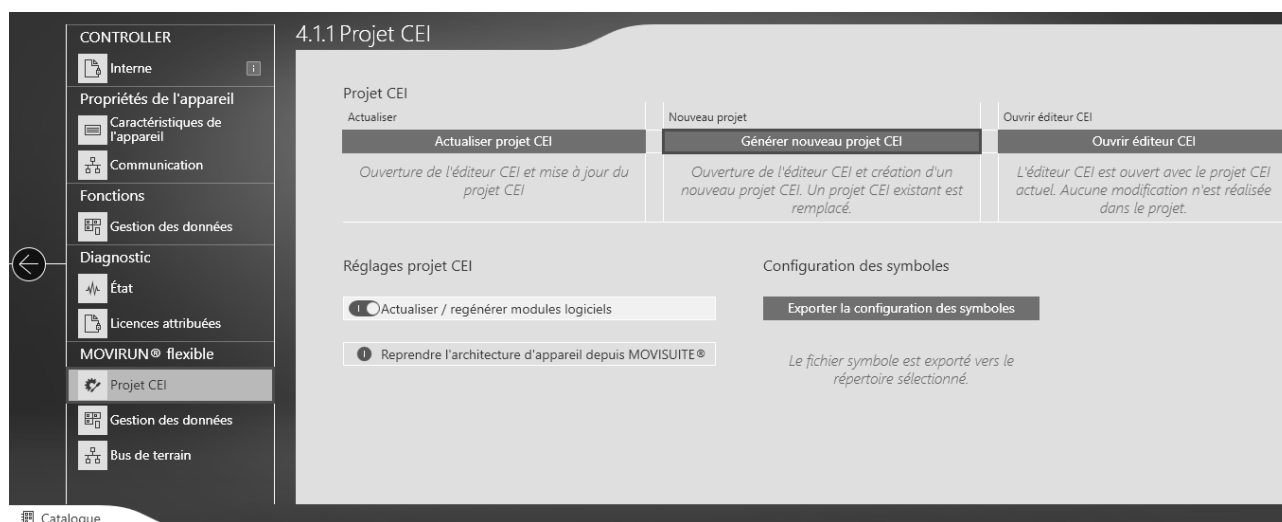 CONTROLLER
Interne
i
Propriétés de l'appareil
Caractéristiques de
l'appareil
Communication
Fonctions
Gestion des données
Diagnostic
État
Licences attribuées
MOVIRUN® flexible
Projet CEI
Gestion des données
Bus de terrain
Catalogue
4.1.1 Projet CEI
Projet CEI
Actualiser
Actualiser projet CEI
Ouverture de l'éditeur CEI et mise à jour du
projet CEI
Nouveau projet
Générer nouveau projet CEI
Ouverture de l'éditeur CEI et création d'un
nouveau projet CEI. Un projet CEI existant est
remplacé.
Ouvrir éditeur CEI
Ouvrir éditeur CEI
L'éditeur CEI est ouvert avec le projet CEI
actuel. Aucune modification n'est réalisée
dans le projet.
Réglages projet CEI
Actualiser / regénérer modules logiciels
Reprendre l'architecture d'appareil depuis MOVISUITE®
Configuration des symboles
Exporter la configuration des symboles
Le fichier symbole est exporté vers le
répertoire sélectionné.